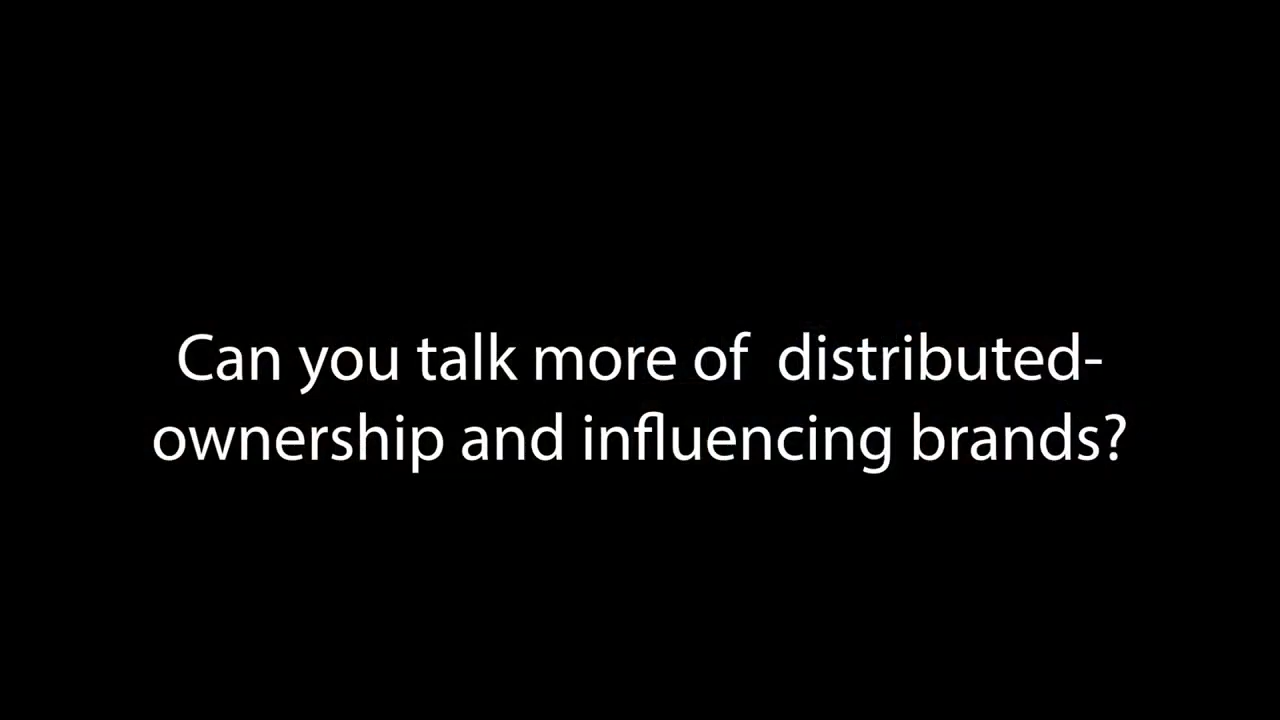 Can you talk more of  distributed-
ownership and influencing brands?